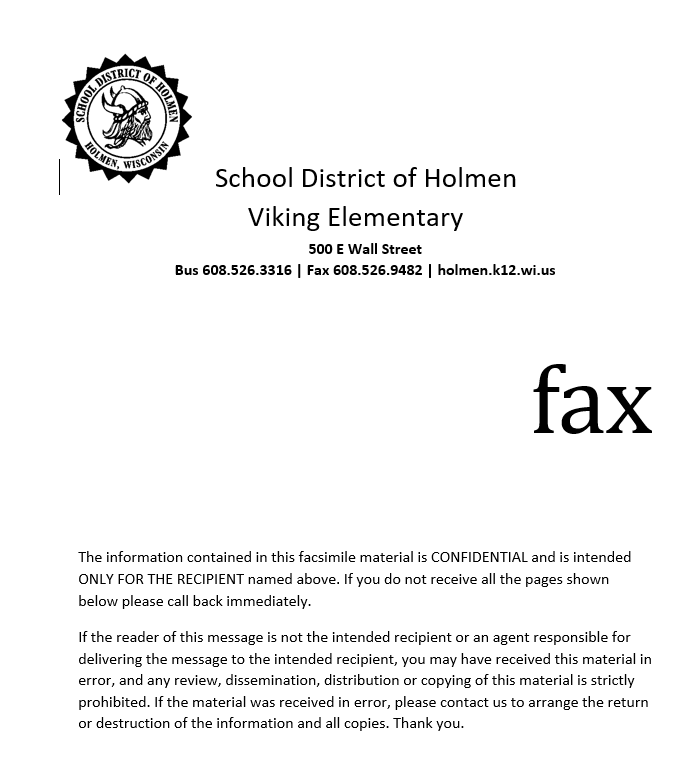 SCHOOL DISTRICT OF HOLMEN
HOLMEN, WISCONSIN
School District of Holmen
Viking Elementary
500 E Wall Street
Bus 608.526.3316 | Fax 608.526.9482 | holmen.k12.wi.us
fax
The information contained in this facsimile material is CONFIDENTIAL and is intended
ONLY FOR THE RECIPIENT named above. If you do not receive all the pages shown
below please call back immediately.
If the reader of this message is not the intended recipient or an agent responsible for
delivering the message to the intended recipient, you may have received this material in
error, and any review, dissemination, distribution or copying of this material is strictly
prohibited. If the material was received in error, please contact us to arrange the return
or destruction of the information and all copies. Thank you.